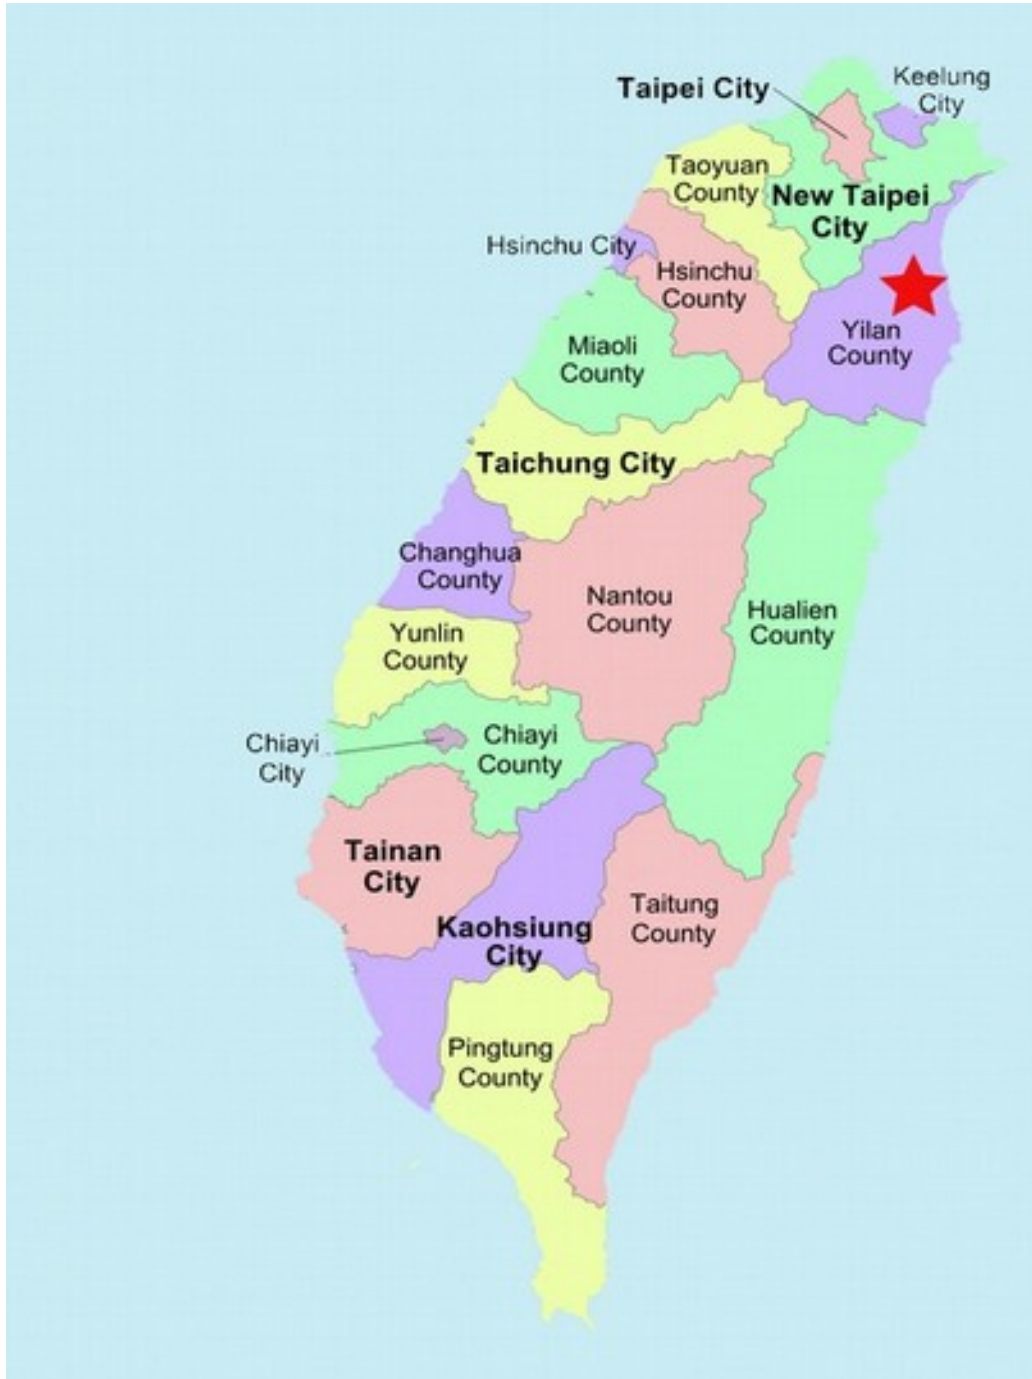 Keelung
City
Taipei City
Taoyuan
County
New Taipei
City
Hsinchu City
Hsinchu
County
Yilan
County
Miaoli
County
Taichung City
Changhua
County
Nantou
County
Hualien
County
Yunlin
County
Chiayi
City
Chiayi
County
Tainan
City
Taitung
County
Kaohsiung
City
Pingtung
County